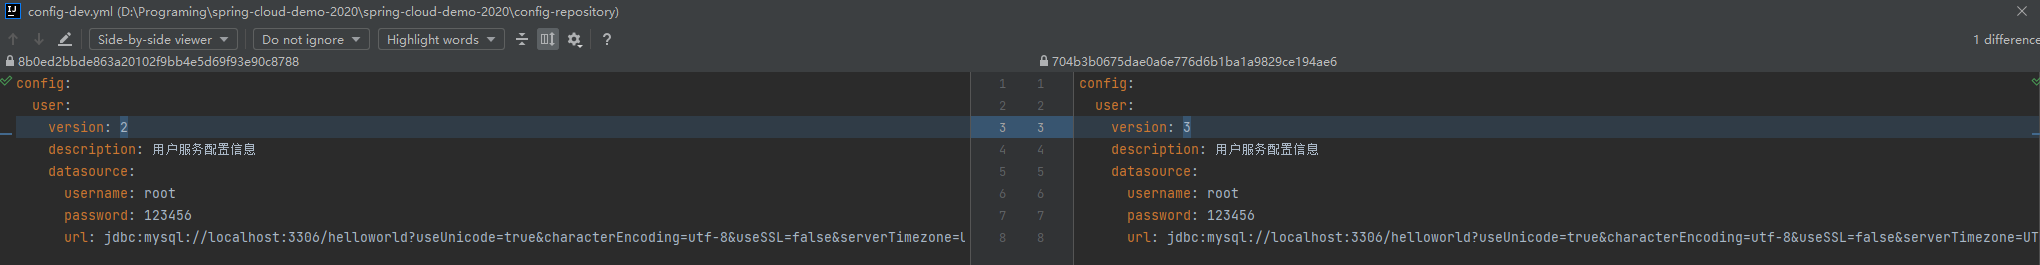 config-dev.yml (D:\Programing\spring-cloud-demo-2020\spring-cloud-demo-2020\config-repository)
Side-by-side viewer Do not ignore Highlight words ? 1 difference
8b0ed2bbde863a20102f9bb4e5d69f93e90c8788
704b3b0675dae0a6e776d6b1ba1a9829ce194ae6
config:
user:
version: 2
description: 用户服务配置信息
datasource:
username: root
password: 123456
url: jdbc:mysql://localhost:3306/helloworld?useUnicode=true&characterEncoding=utf-8&useSSL=false&serverTimezone=U
1 1
2 2
3 3
4 4
5 5
6 6
7 7
8 8
config:
user:
version: 3
description: 用户服务配置信息
datasource:
username: root
password: 123456
url: jdbc:mysql://localhost:3306/helloworld?useUnicode=true&characterEncoding=utf-8&useSSL=false&serverTimezone=UT